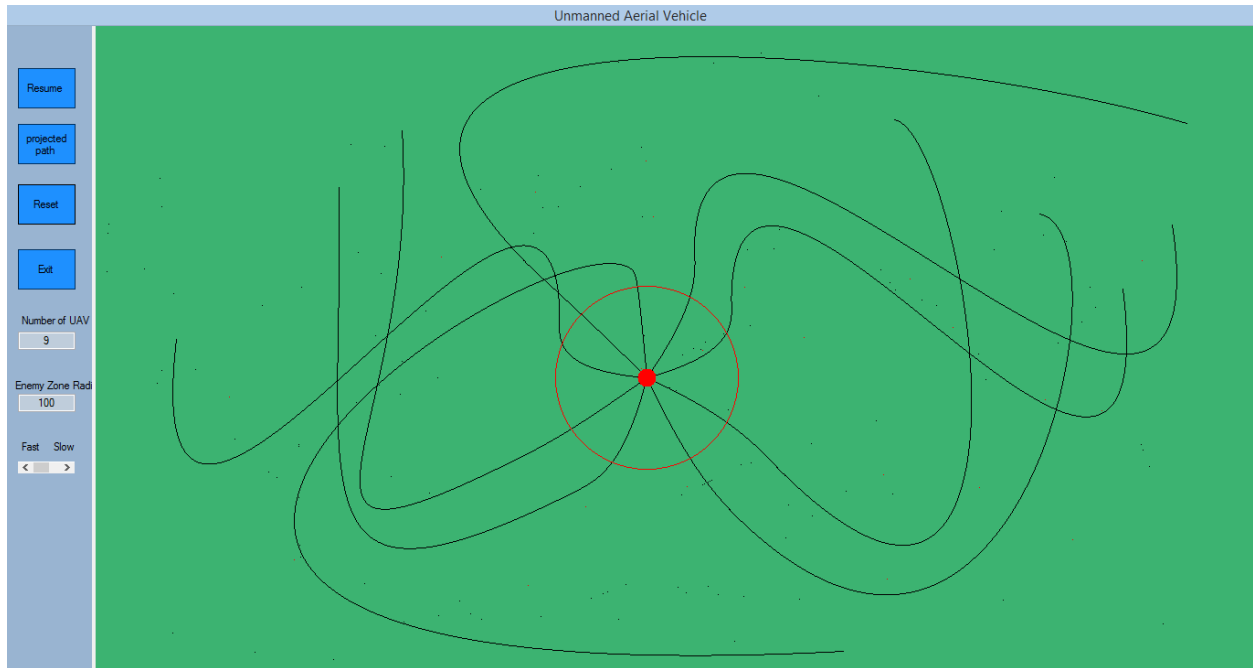 Unmanned Aerial Vehicle
Resume
projected
path
Reset
Exit
Number of UAV
9
Enemy Zone Radi
100
Fast Slow